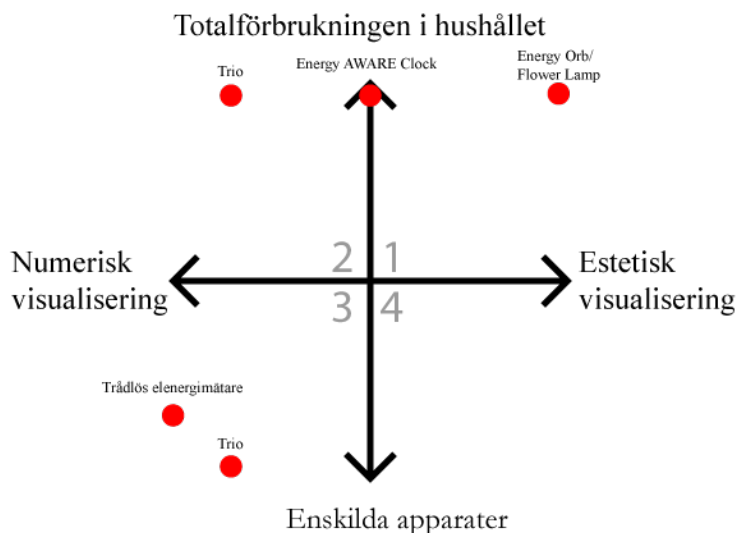 Totalförbrukningen i hushållet
Trio
Energy AWARE Clock
Energy Orb/
Flower Lamp
2 1
Numerisk
visualisering
Estetisk
visualisering
3 4
Trådlös elenergimätare
Trio
Enskilda apparater